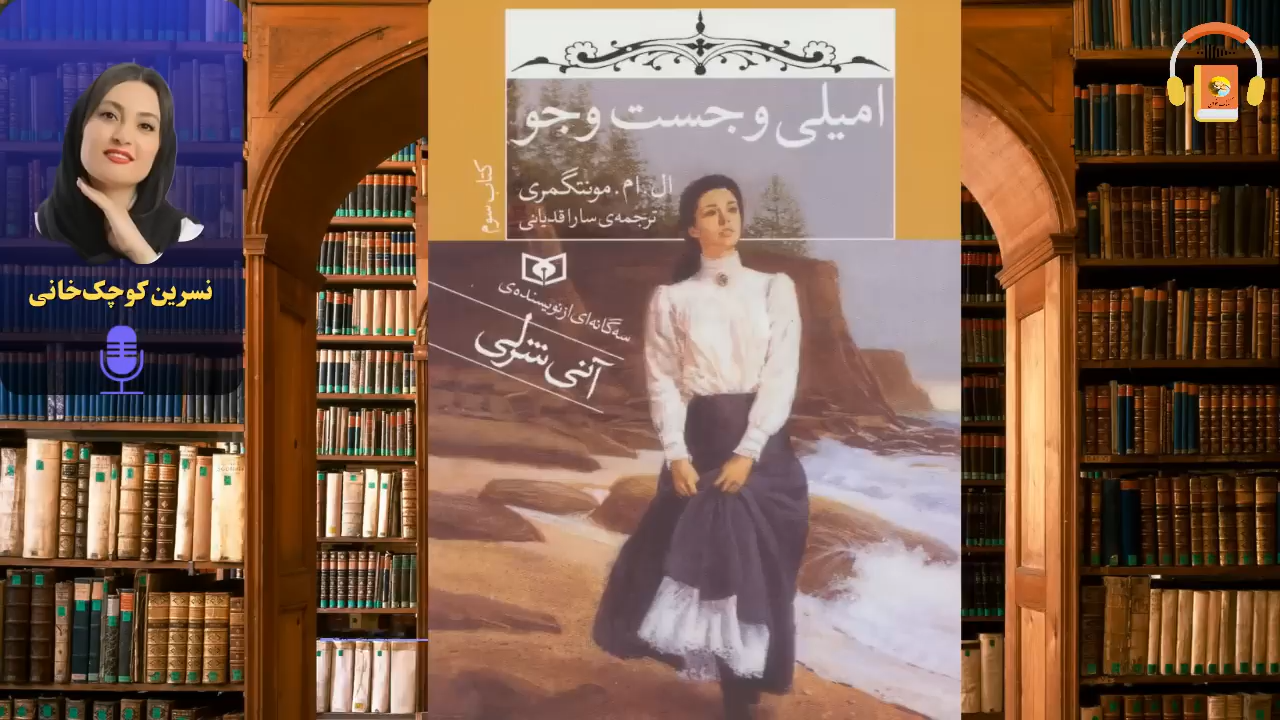 امیلی و جست و جو
کتاب سوم
ال. ام. مونتگمری
ترجمه‌ی سارا قدیانی
سه‌گانه‌ای از نویسنده‌ی
آنی شرلی
نسرین کوچک‌خانی